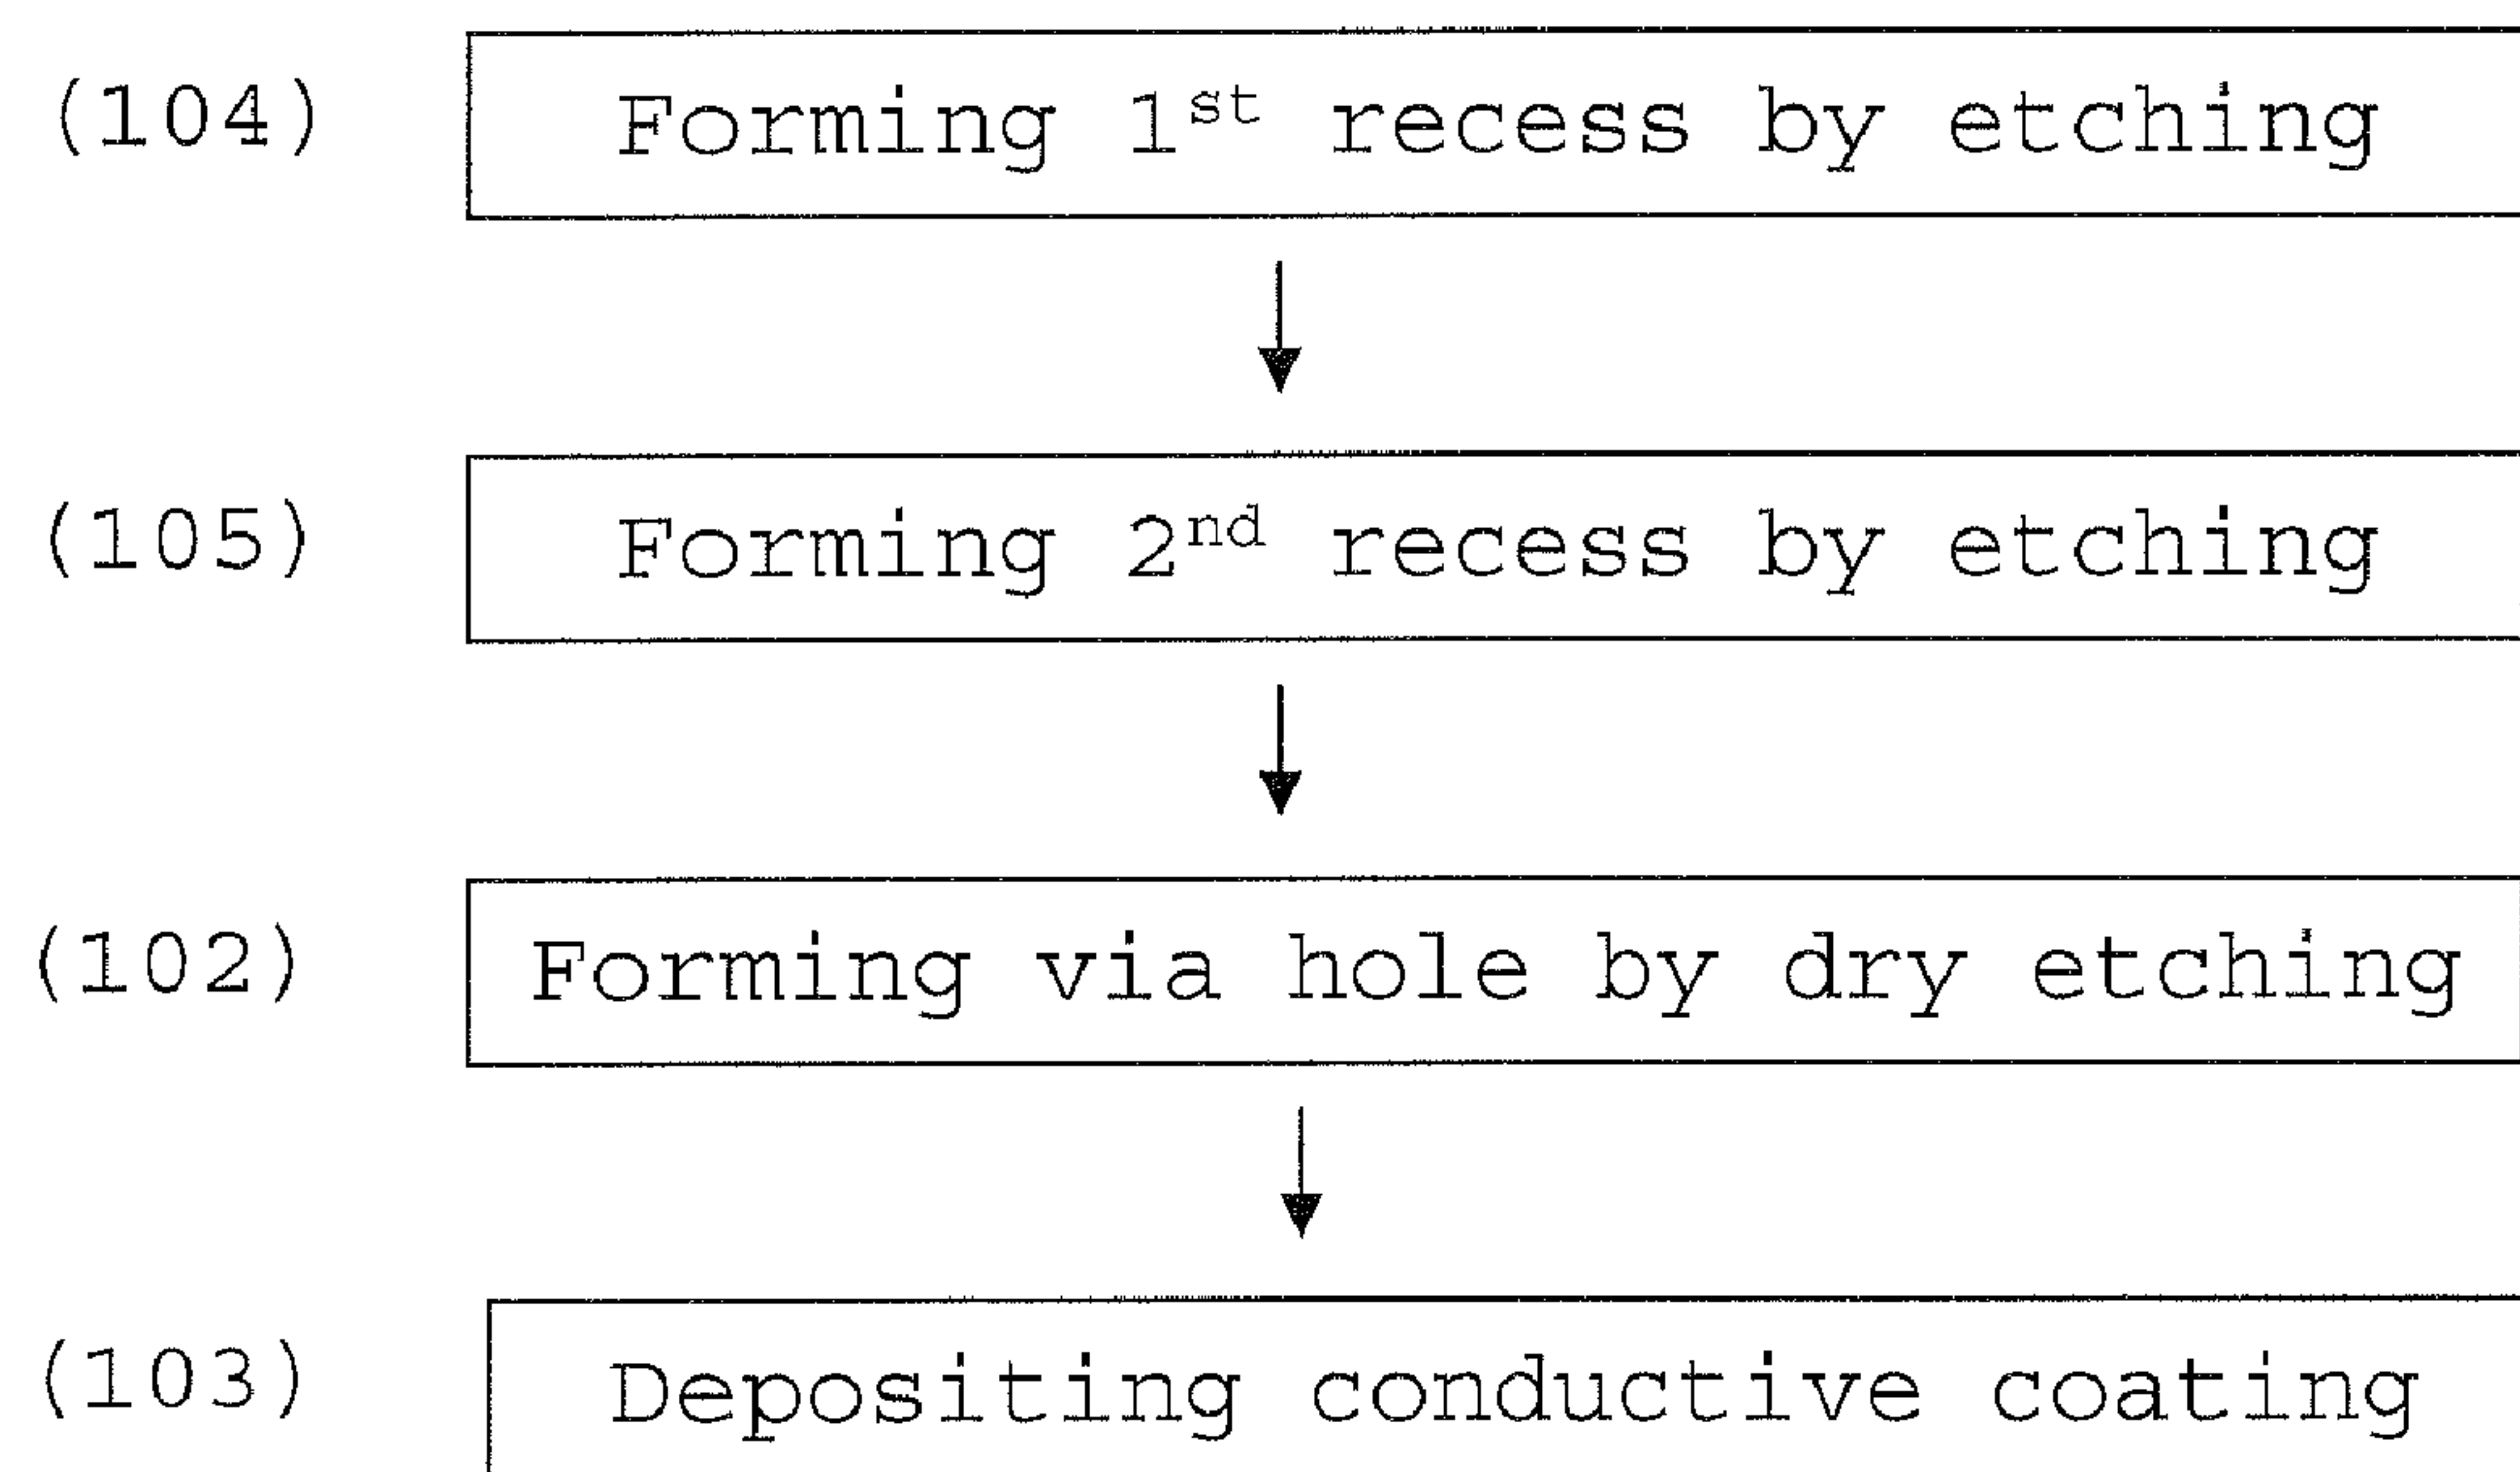 (104) Forming 1st recess by etching
(105) Forming 2nd recess by etching
(102) Forming via hole by dry etching
(103) Depositing conductive coating